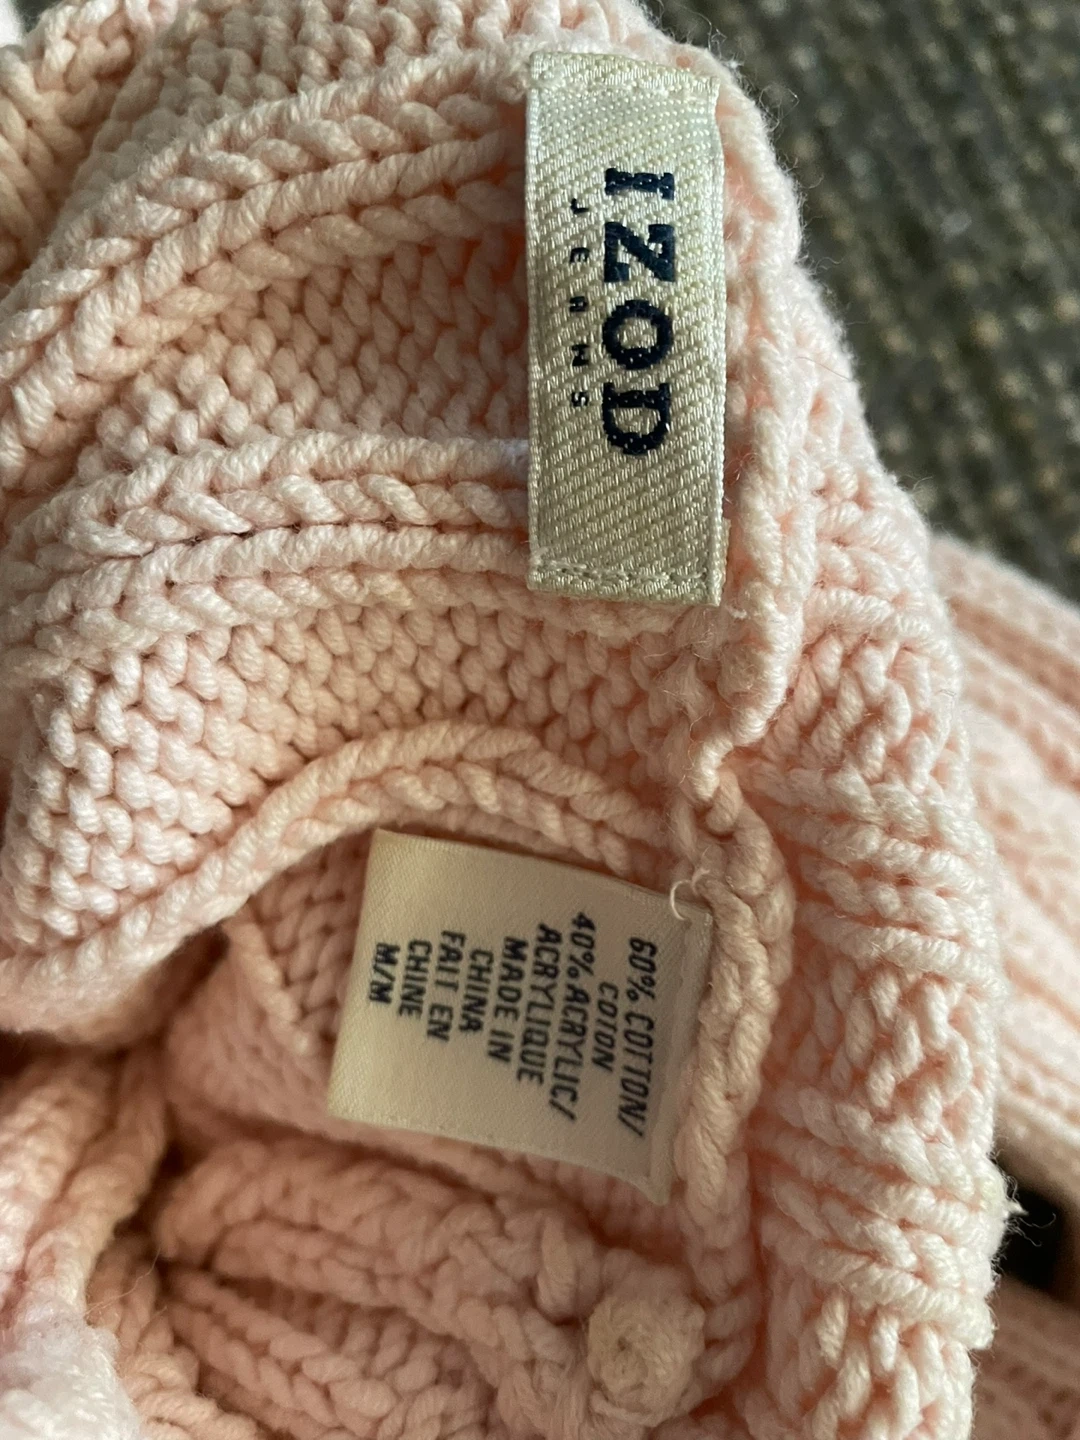 IZOD
JEANS
60% COTTON/
COTON
40% ACRYLIC/
ACRYLIQUE
MADE IN
CHINA
FAIT EN
CHINE
M/M